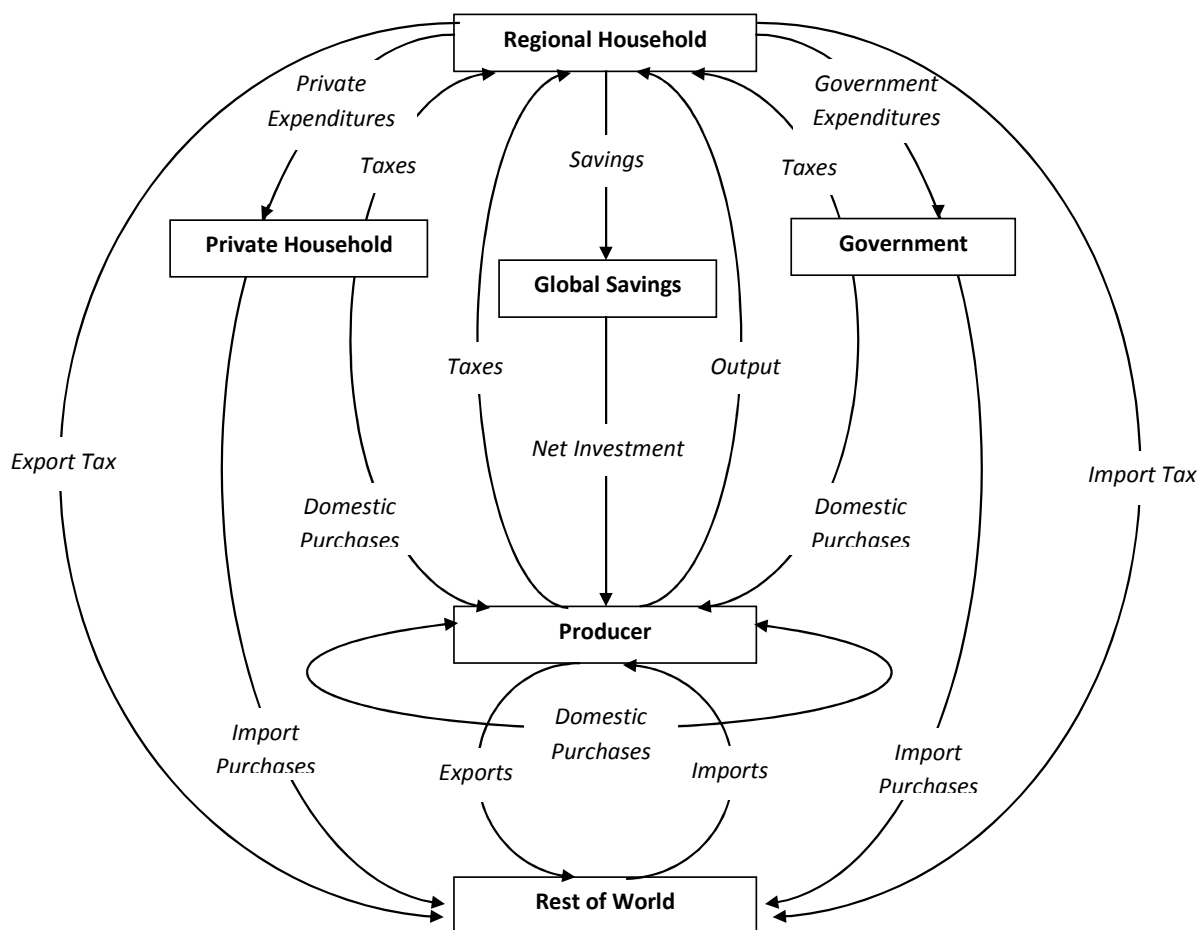 Regional Household
Private
Expenditures
Government
Expenditures
Taxes
Savings
Taxes
Private Household
Government
Global Savings
Taxes
Output
Export Tax
Net Investment
Import Tax
Domestic
Purchases
Domestic
Purchases
Producer
Domestic
Purchases
Import
Purchases
Exports
Imports
Import
Purchases
Rest of World